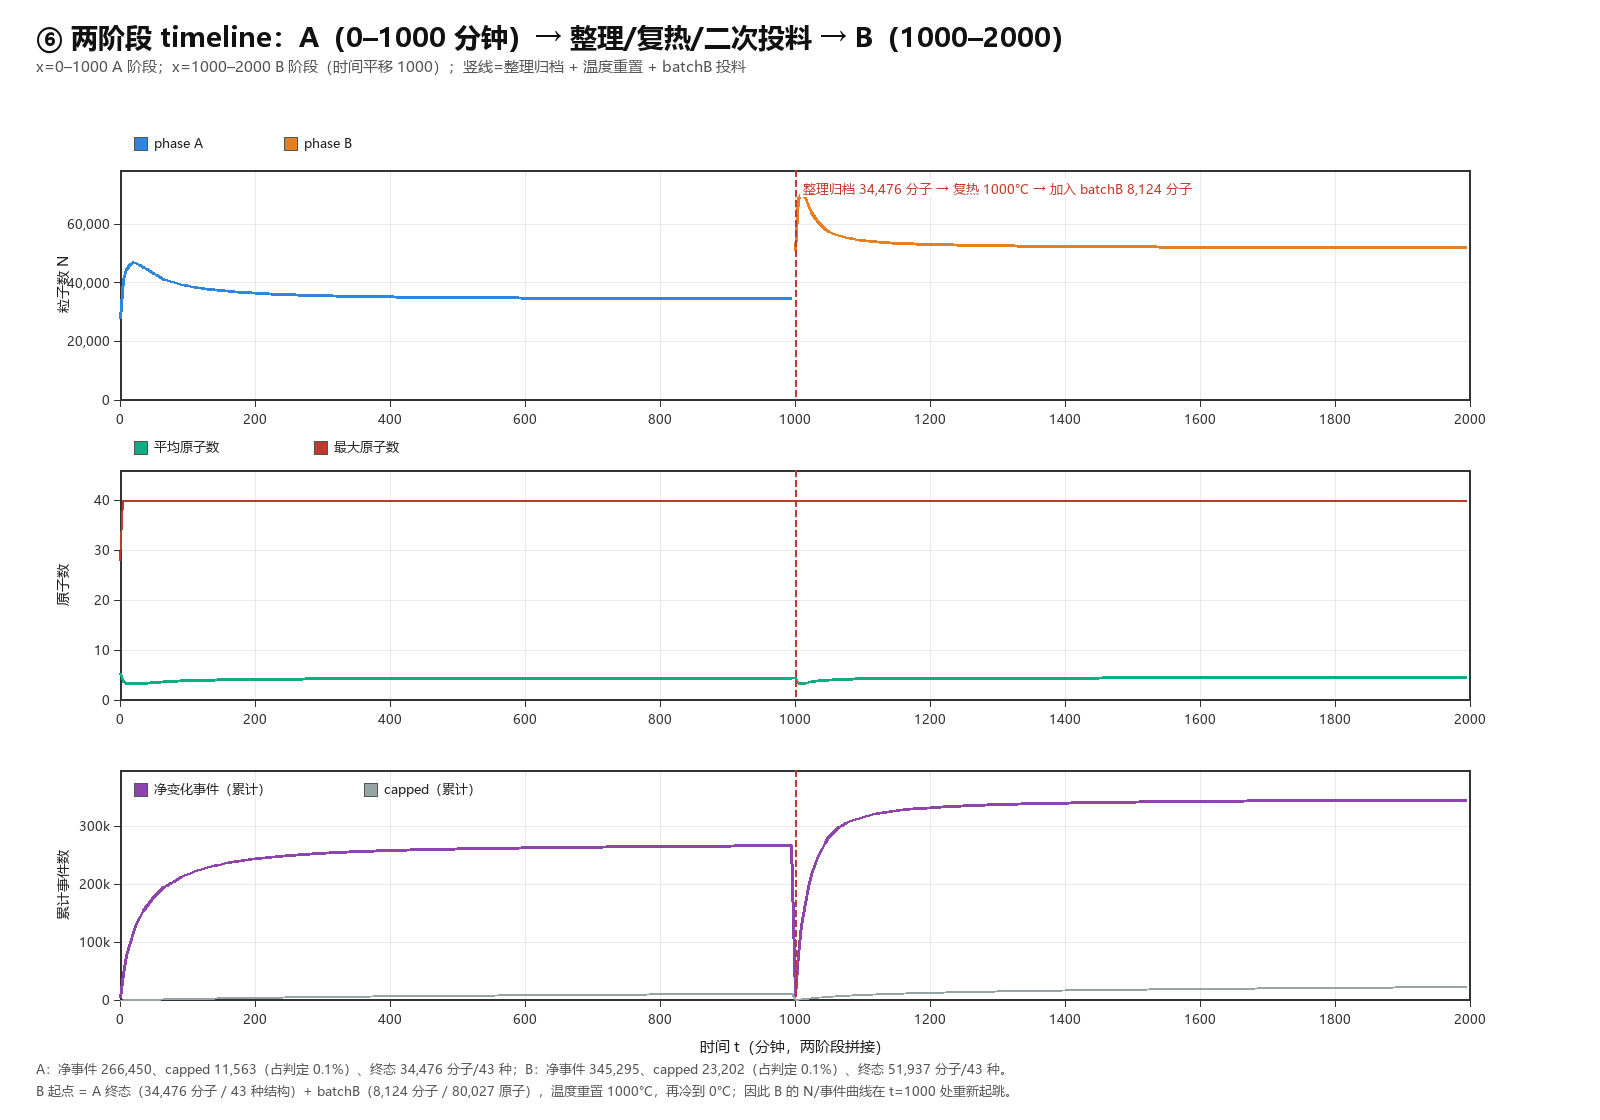 ⑥ 两阶段 timeline：A（0–1000 分钟）→ 整理/复热/二次投料 → B（1000–2000）
x=0–1000 A 阶段；x=1000–2000 B 阶段（时间平移 1000）；竖线=整理归档 + 温度重置 + batchB 投料
phase A
phase B
整理归档 34,476 分子 → 复热 1000°C → 加入 batchB 8,124 分子
粒子数 N
60,000
40,000
20,000
0
0 200 400 600 800 1000 1200 1400 1600 1800 2000
平均原子数
最大原子数
原子数
40
30
20
10
0
0 200 400 600 800 1000 1200 1400 1600 1800 2000
净变化事件（累计）
capped（累计）
累计事件数
300k
200k
100k
0
0 200 400 600 800 1000 1200 1400 1600 1800 2000
时间 t（分钟，两阶段拼接）
A：净事件 266,450、capped 11,563（占判定 0.1%）、终态 34,476 分子/43 种；B：净事件 345,295、capped 23,202（占判定 0.1%）、终态 51,937 分子/43 种。
B 起点 = A 终态（34,476 分子 / 43 种结构）+ batchB（8,124 分子 / 80,027 原子），温度重置 1000°C，再冷到 0°C；因此 B 的 N/事件曲线在 t=1000 处重新起跳。